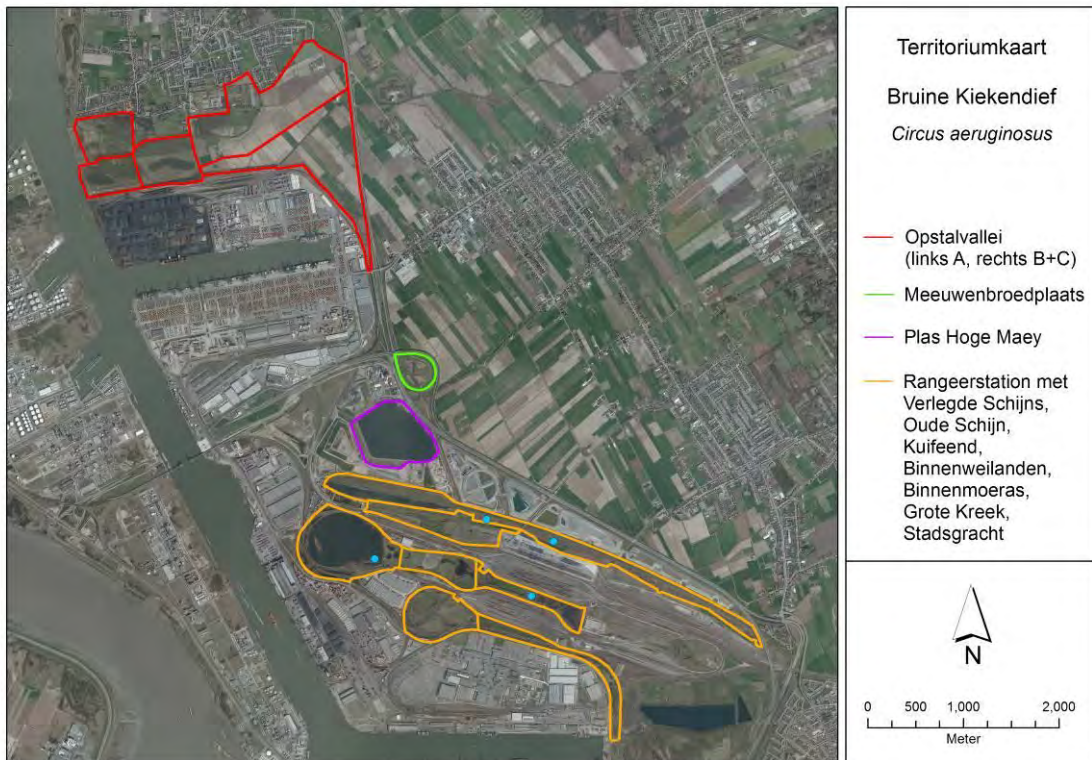 Territoriumkaart
Bruine Kiekendief
Circus aeruginosus
Opstalvallei
(links A, rechts B+C)
Meeuwenbroedplaats
Plas Hoge Maey
Rangeerstation met
Verlegde Schijns,
Oude Schijn,
Kuifeend,
Binnenweilanden,
Binnenmoeras,
Grote Kreek,
Stadsgracht
N
0 500 1,000 2,000
Meter